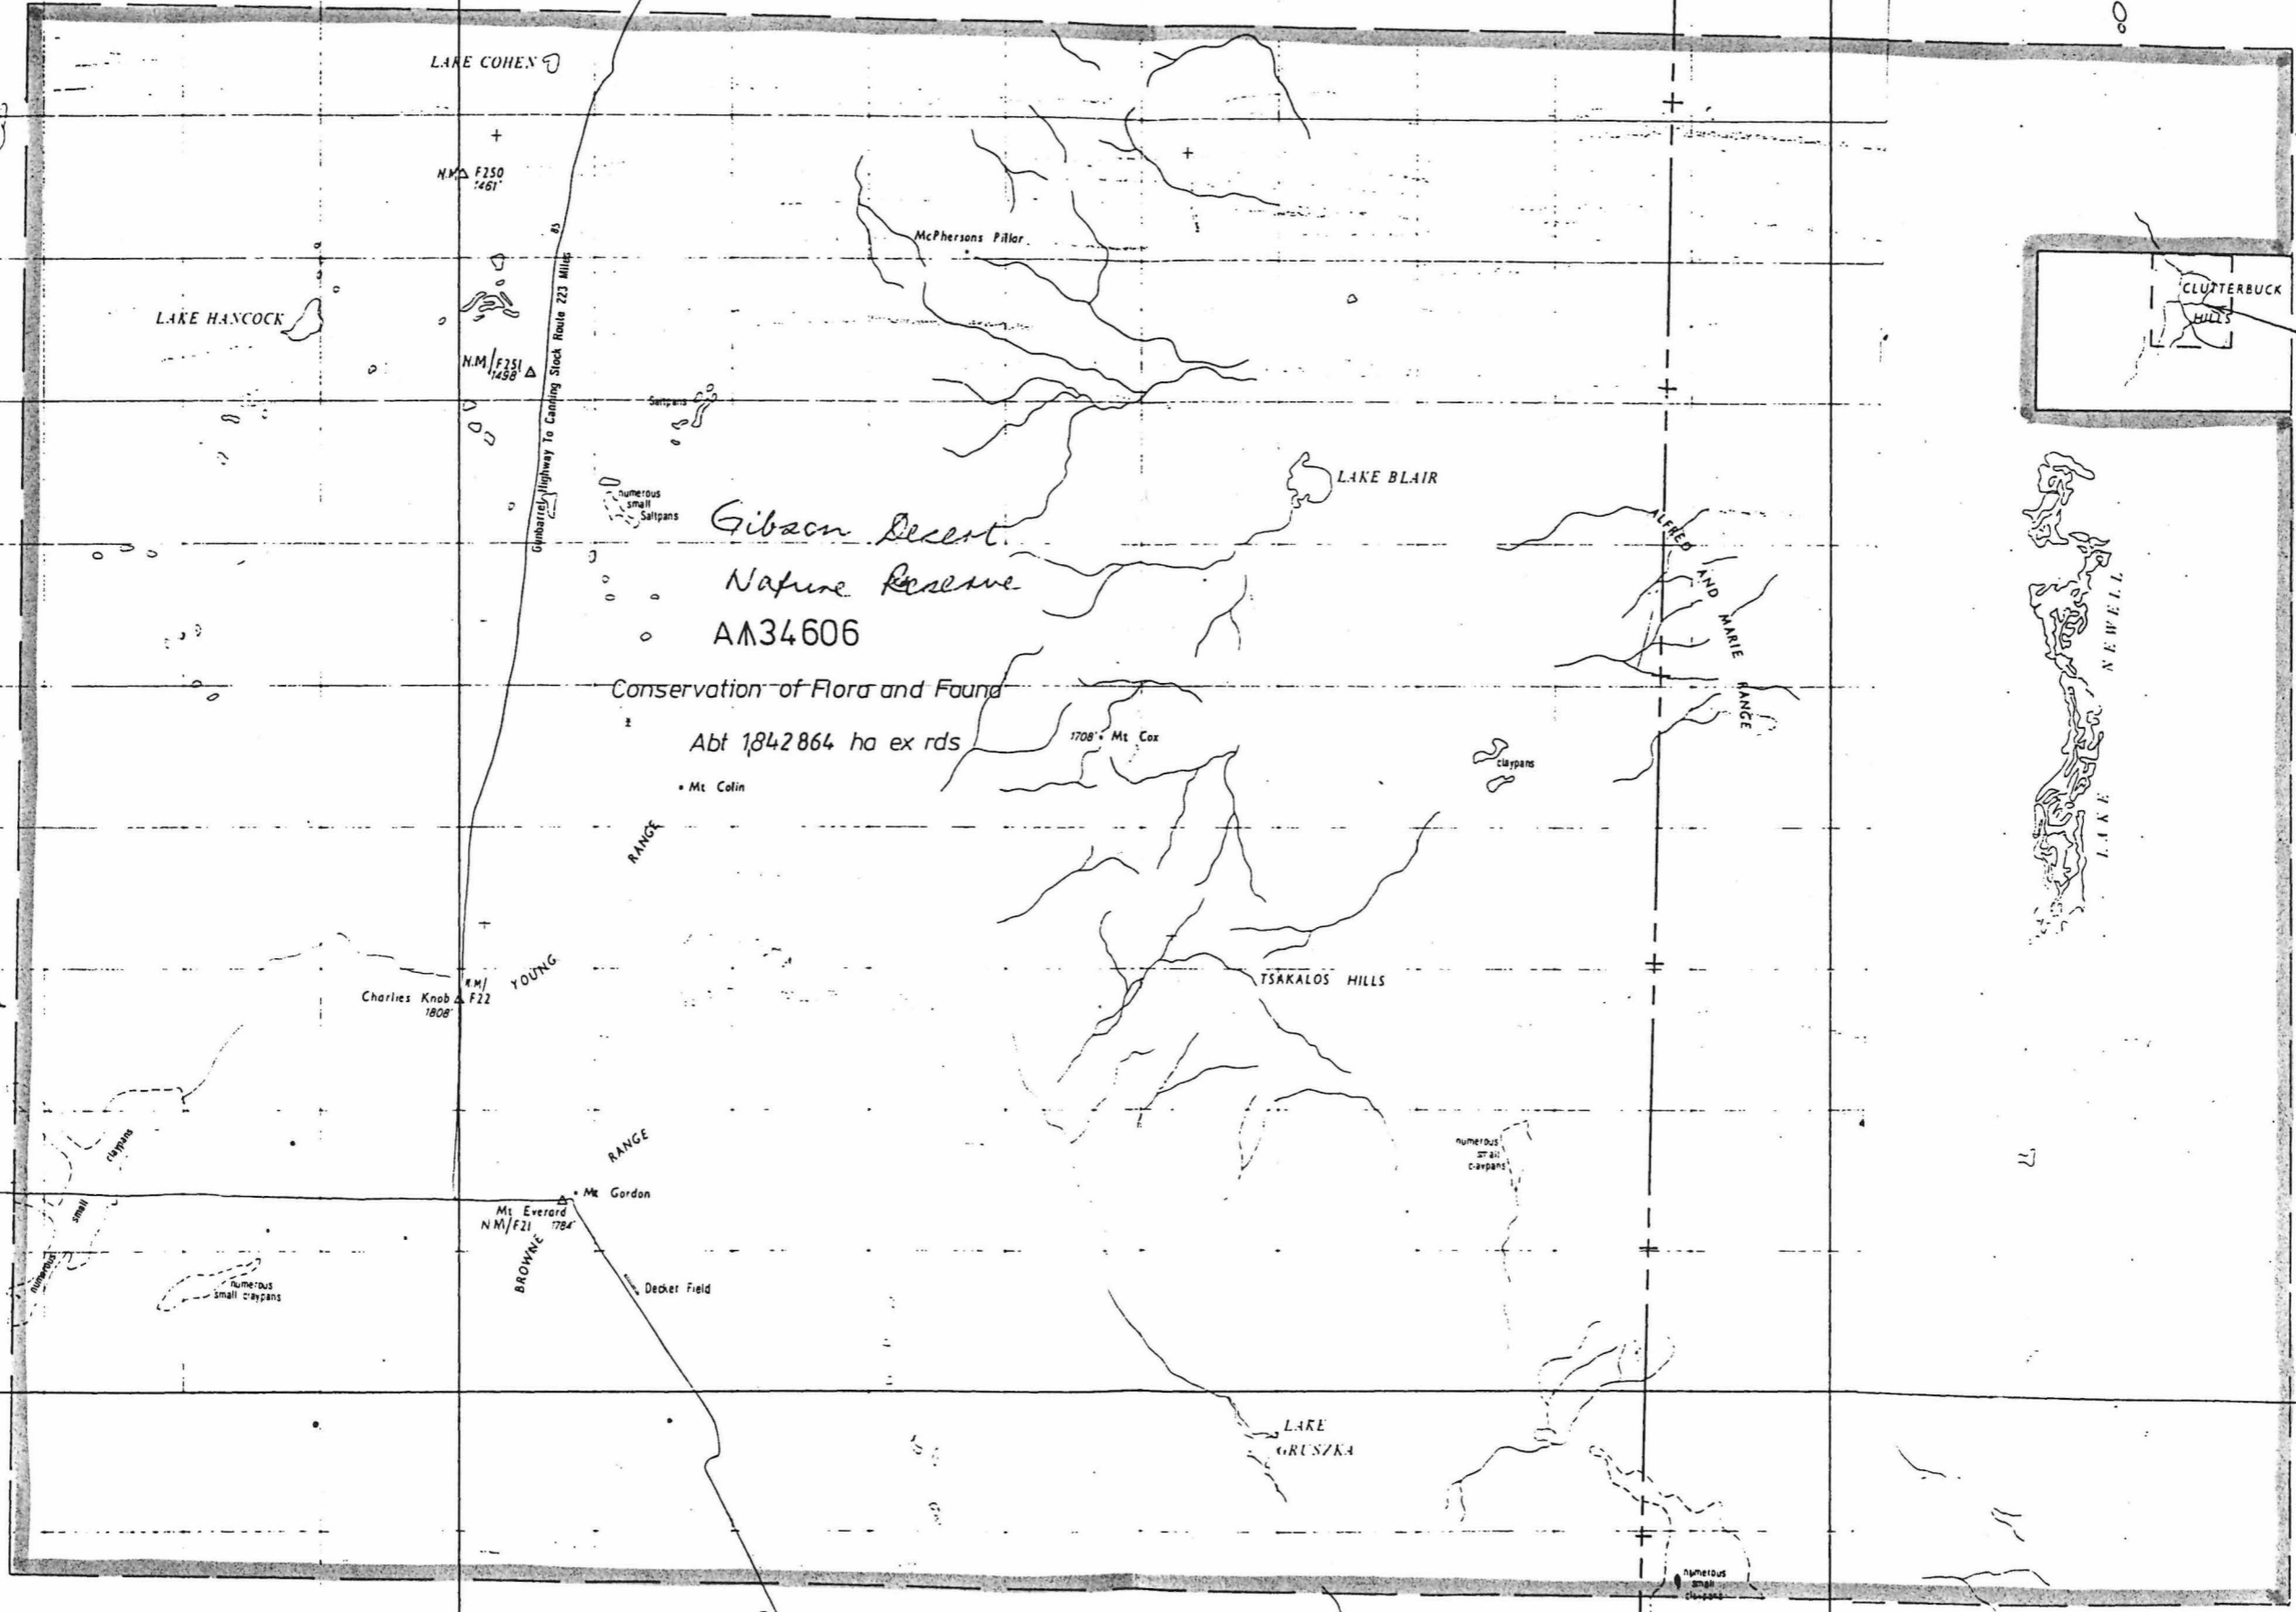 LAKE COHEN
N.M. F250
1461'
McPhersons Pillar
CLUTTERBUCK
HILLS
LAKE HANCOCK
N.M/F251
1498'
Gunbarrel Highway To Canning Stock Route 223 Miles
83
Saltpans
LAKE BLAIR
numerous
small
Saltpans
Gibson Desert
Nature Reserve
A34606
Conservation of Flora and Fauna
Abt 1,842864 ha ex rds
ALFRED AND MARIE RANGE
LAKE NEWELL
1708' Mt Cox
claypans
Mt Colin
YOUNG RANGE
TSAKALOS HILLS
N.M/
Charlies Knob F22
1808'
numerous small claypans
numerous
small
claypans
BROWNE RANGE
Mt Gordon
Mt Everard
NM/F21 1784'
Decker Field
numerous
small claypans
LAKE
GRUSZKA
numerous
small
claypans